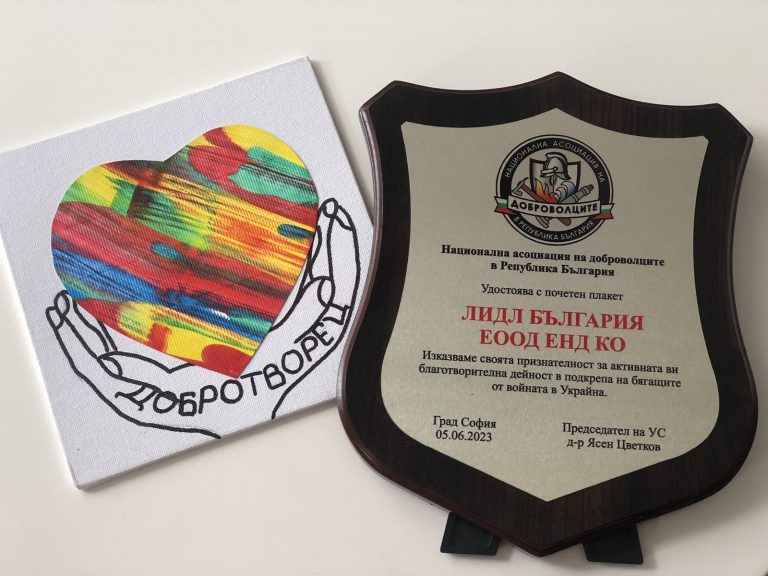 ДОБРОТВОРЕЦ
НАЦИОНАЛНА АСОЦИАЦИЯ НА
ДОБРОВОЛЦИТЕ
В РЕПУБЛИКА БЪЛГАРИЯ
Национална асоциация на доброволците
в Република България
Удостоява с почетен плакет
ЛИДЛ БЪЛГАРИЯ
ЕООД ЕНД КО
Изказваме своята признателност за активната ви
благотворителна дейност в подкрепа на бягащите
от войната в Украйна.
Град София
05.06.2023
Председател на УС
д-р Ясен Цветков